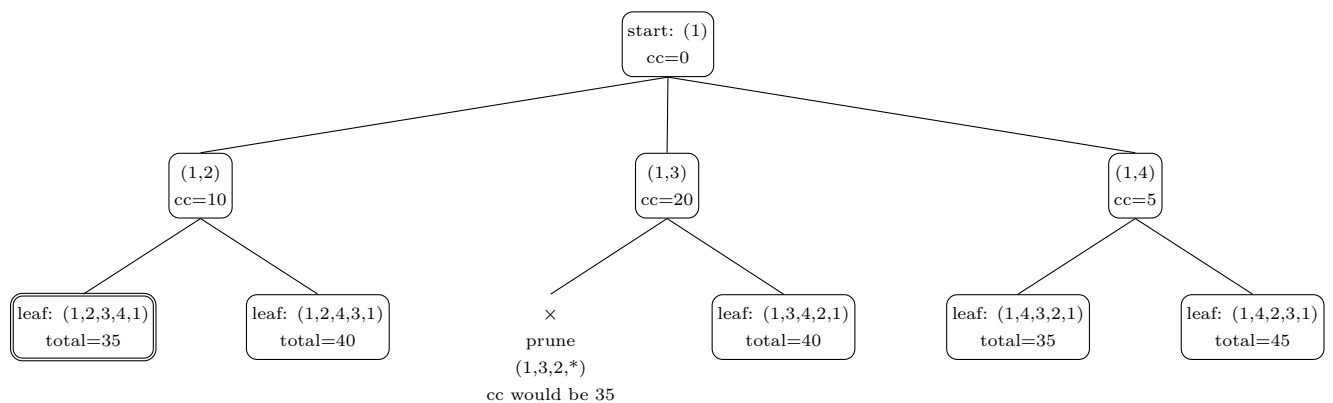 start: (1)
cc=0
(1,2)
cc=10
(1,3)
cc=20
(1,4)
cc=5
leaf: (1,2,3,4,1)
total=35
leaf: (1,2,4,3,1)
total=40
×
prune
(1,3,2,*)
cc would be 35
leaf: (1,3,4,2,1)
total=40
leaf: (1,4,3,2,1)
total=35
leaf: (1,4,2,3,1)
total=45